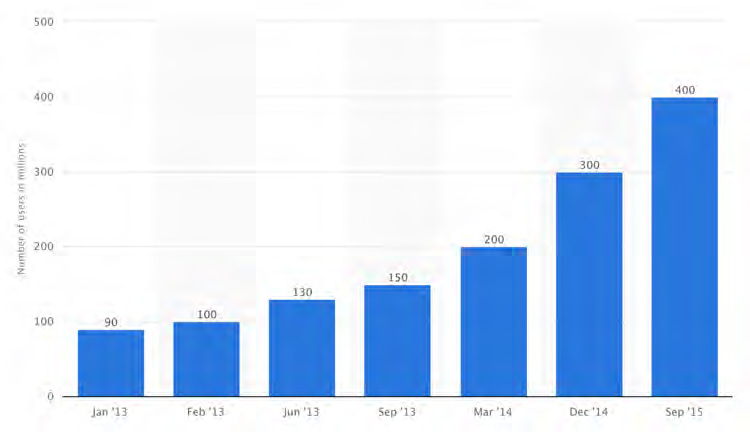 500
400
300
200
100
0
Number of users in millions
90
100
130
150
200
300
400
Jan '13
Feb '13
Jun '13
Sep '13
Mar '14
Dec '14
Sep '15